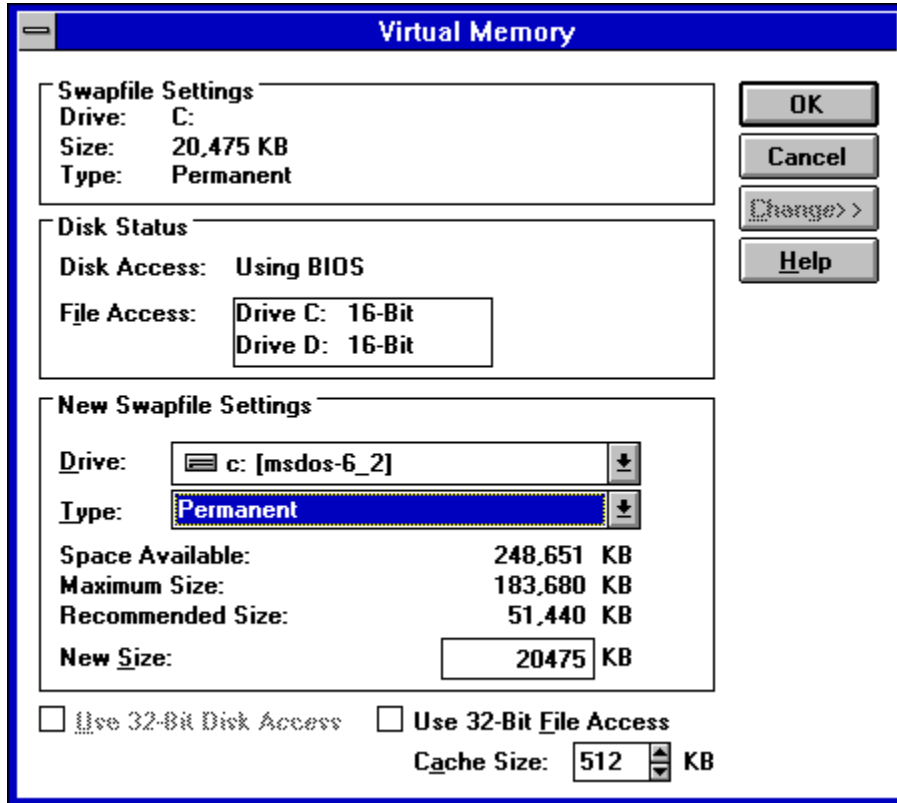 Virtual Memory
Swapfile Settings
Drive: C:
Size: 20,475 KB
Type: Permanent
OK
Cancel
Change>>
Help
Disk Status
Disk Access: Using BIOS
File Access: Drive C: 16-Bit
Drive D: 16-Bit
New Swapfile Settings
Drive: c: [msdos-6_2]
Type: Permanent
Space Available: 248,651 KB
Maximum Size: 183,680 KB
Recommended Size: 51,440 KB
New Size: 20475 KB
Use 32-Bit Disk Access Use 32-Bit File Access
Cache Size: 512 KB